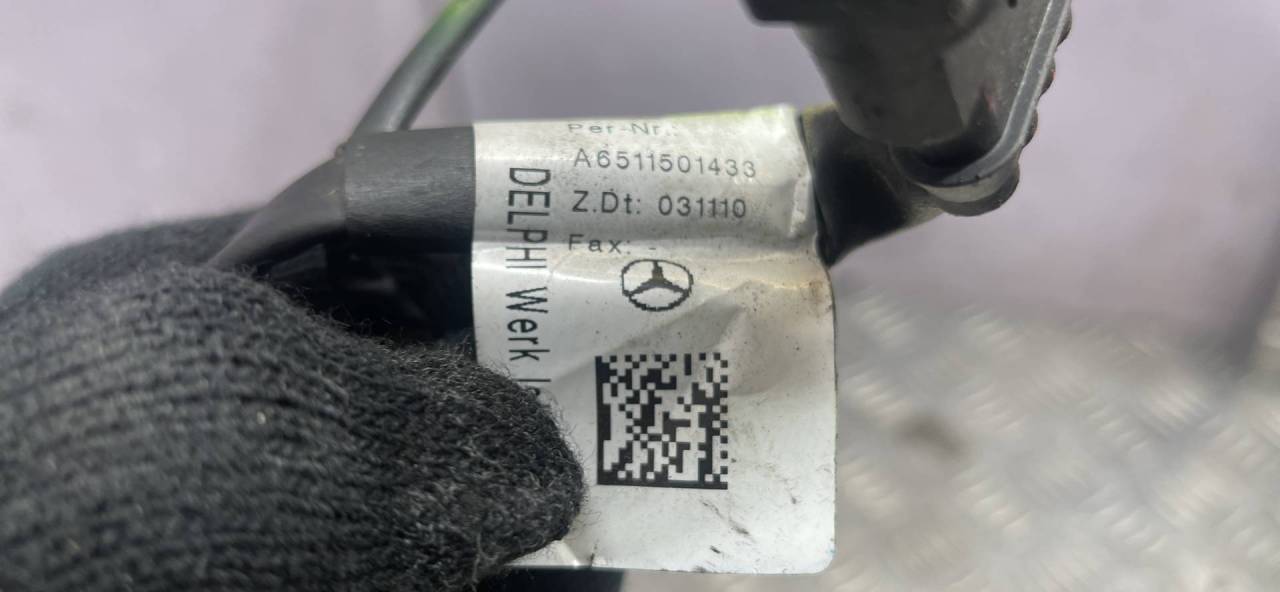 Per-Nr.:
A6511501433
Z.Dt: 031110
Fax: -
DELPHI Werk